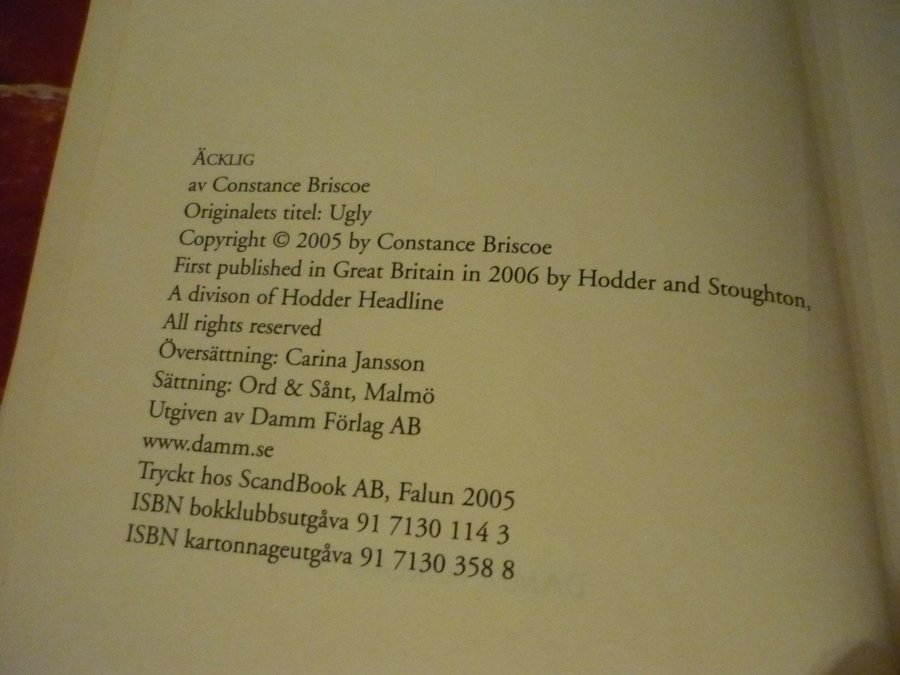 ÄCKLIG
av Constance Briscoe
Originalets titel: Ugly
Copyright © 2005 by Constance Briscoe
First published in Great Britain in 2006 by Hodder and Stoughton,
A divison of Hodder Headline
All rights reserved
Översättning: Carina Jansson
Sättning: Ord & Sånt, Malmö
Utgiven av Damm Förlag AB
www.damm.se
Tryckt hos ScandBook AB, Falun 2005
ISBN bokklubbsutgåva 91 7130 114 3
ISBN kartonnageutgåva 91 7130 358 8